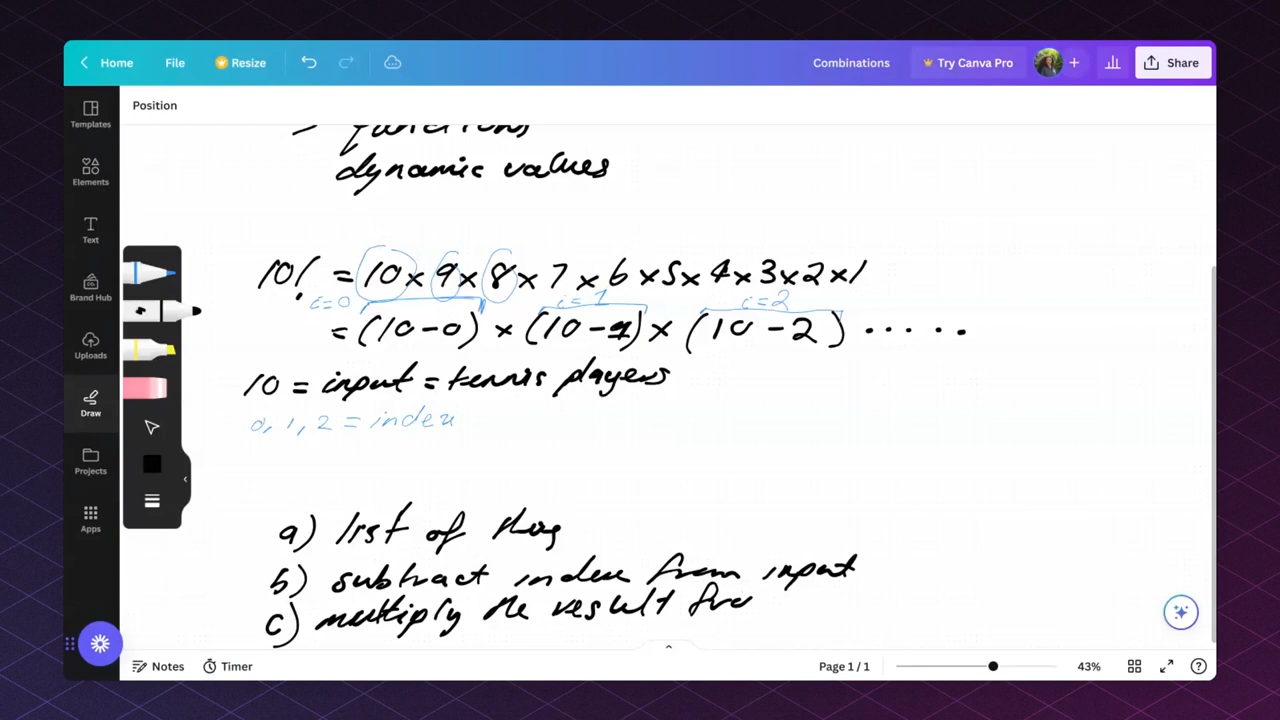 Home File Resize Combinations Try Canva Pro + Share
Position
Templates
Elements
Text
Brand Hub
Uploads
Draw
Projects
Apps
functions,
dynamic values
10! = 10 × 9 × 8 × 7 × 6 × 5 × 4 × 3 × 2 × 1
i=0 i=1 i=2
= (10-0) × (10-1) × (10-2) ......
10 = input = tennis players
0, 1, 2 = index
a) list of
b) subtract index from input
c) multiply the result fro
Notes Timer Page 1 / 1 43%